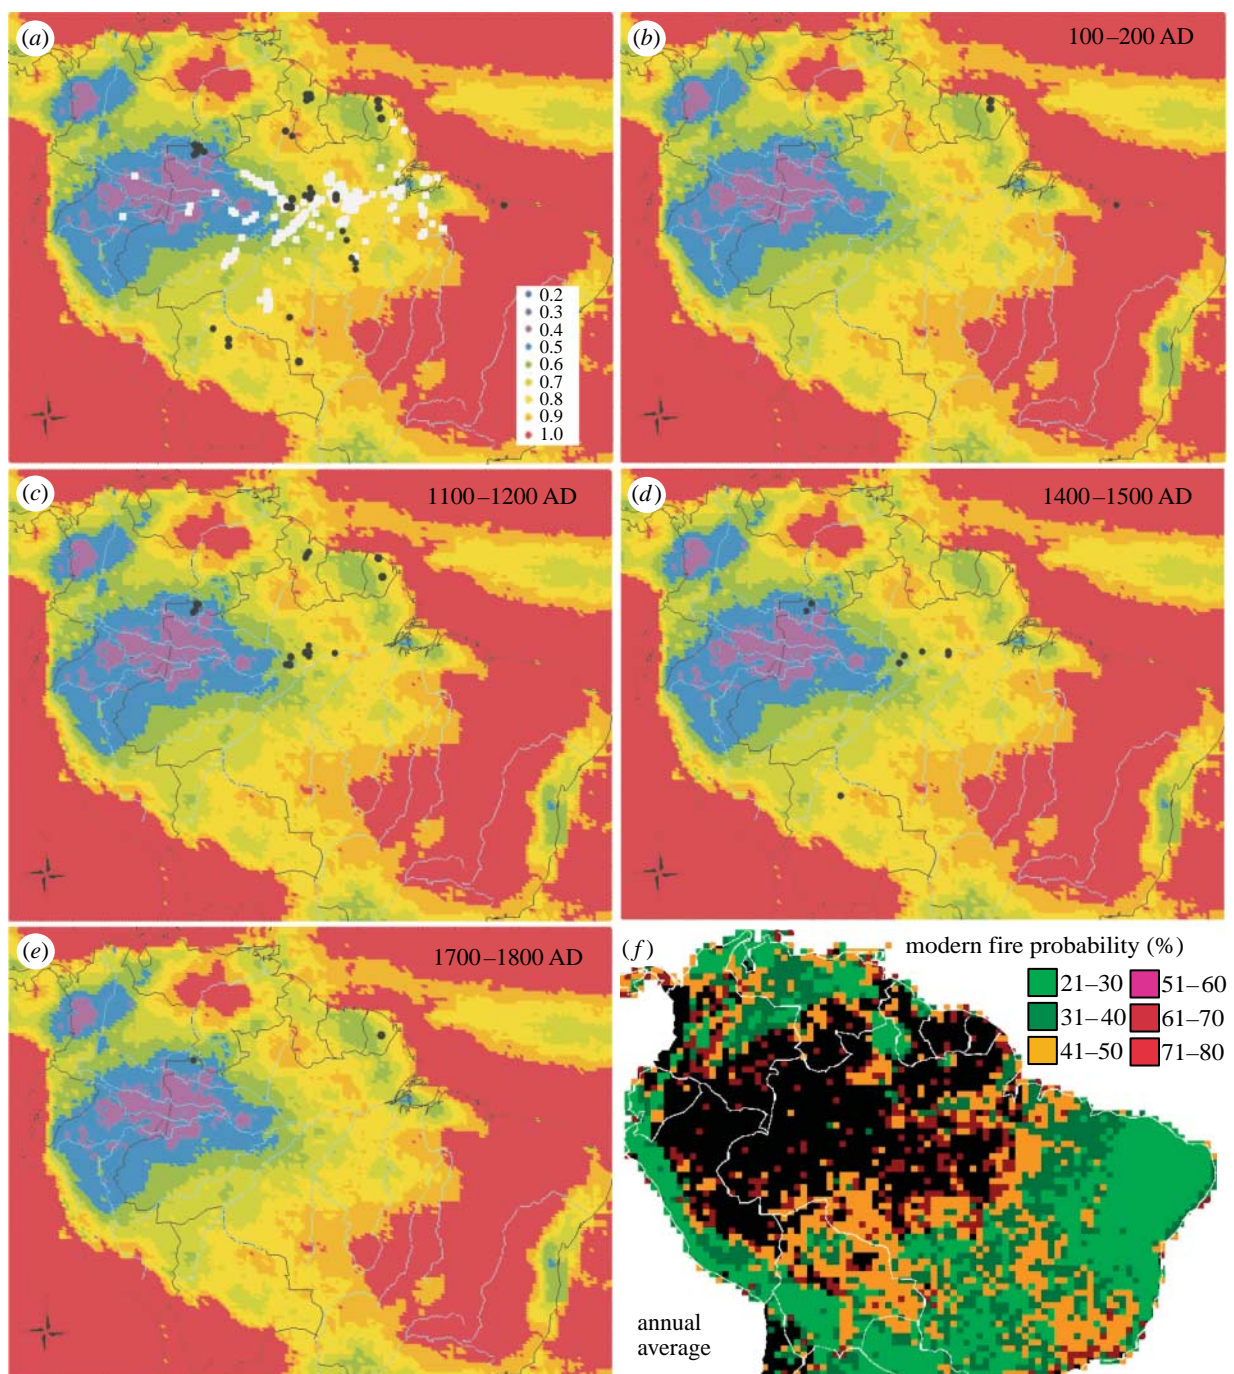 (a)
0.2
0.3
0.4
0.5
0.6
0.7
0.8
0.9
1.0
(b)
100–200 AD
(c)
1100–1200 AD
(d)
1400–1500 AD
(e)
1700–1800 AD
(f)
modern fire probability (%)
21–30 51–60
31–40 61–70
41–50 71–80
annual
average